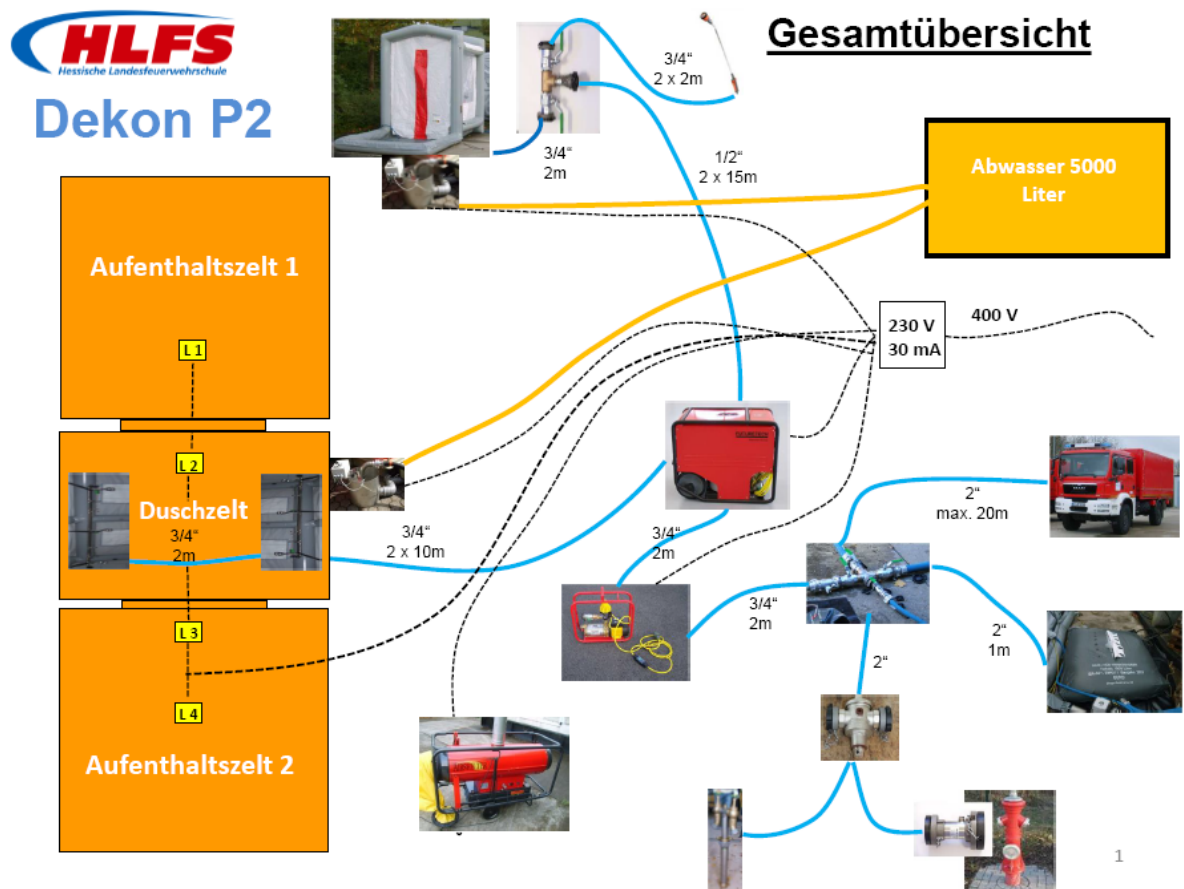 HLFS
Hessische Landesfeuerwehrschule
Dekon P2
Gesamtübersicht
3/4“
2 x 2m
3/4“
2m
1/2“
2 x 15m
Abwasser 5000
Liter
Aufenthaltszelt 1
L 1
230 V
30 mA
400 V
L 2
Duschzelt
3/4“
2m
3/4“
2 x 10m
3/4“
2m
2“
max. 20m
3/4“
2m
2“
1m
2“
L 3
L 4
Aufenthaltszelt 2
1